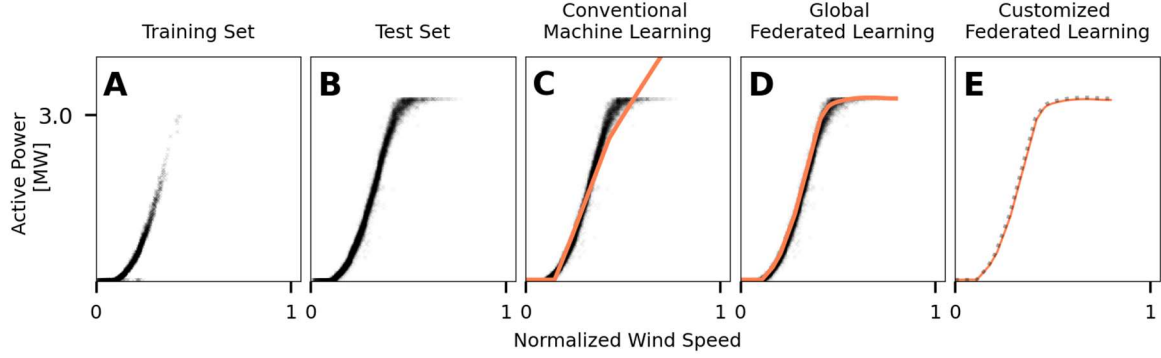 Training Set
Test Set
Conventional
Machine Learning
Global
Federated Learning
Customized
Federated Learning
A
B
C
D
E
3.0
Active Power
[MW]
0 1 0 1 0 1 0 1 0 1
Normalized Wind Speed